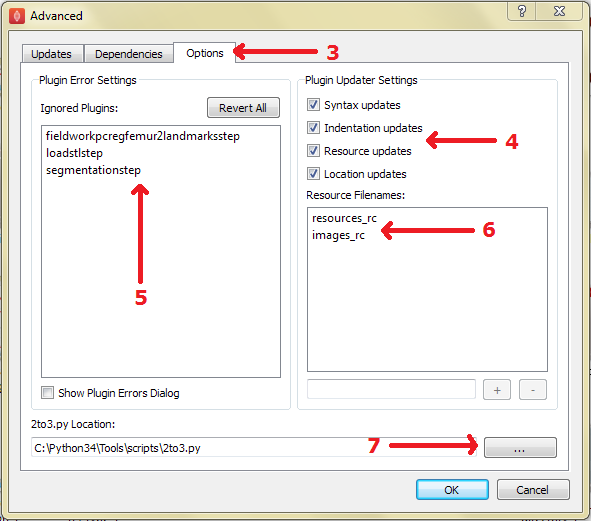 Advanced
Updates
Dependencies
Options
3
Plugin Error Settings
Ignored Plugins:
Revert All
fieldworkpcregfemur2landmarksstep
loadstlstep
segmentationstep
5
Show Plugin Errors Dialog
Plugin Updater Settings
Syntax updates
Indentation updates
4
Resource updates
Location updates
Resource Filenames:
resources_rc
images_rc
6
+
-
2to3.py Location:
C:\Python34\Tools\scripts\2to3.py
7
...
OK
Cancel